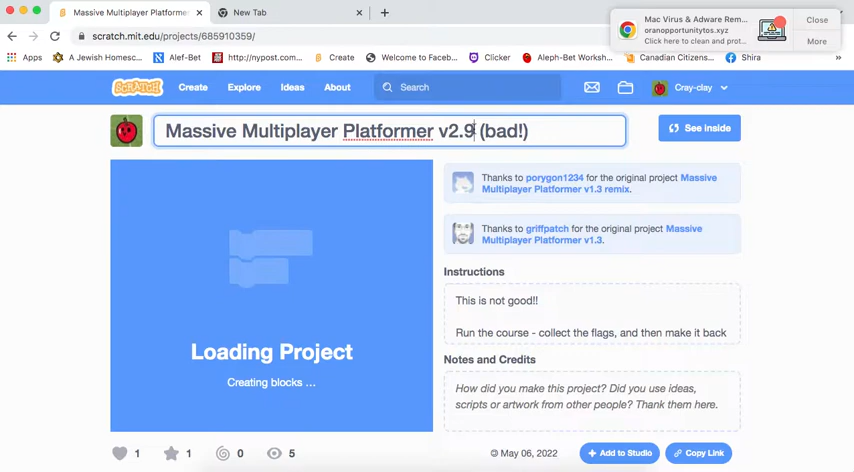 Massive Multiplayer Platformer
New Tab
Mac Virus & Adware Rem...
oranopportunitytos.xyz
Click here to clean and prot...
Close
More
scratch.mit.edu/projects/685910359/
Apps
A Jewish Homesc...
Alef-Bet
http://nypost.com...
Create
Welcome to Faceb...
Clicker
Aleph-Bet Worksh...
Canadian Citizens...
Shira
SCRATCH
Create
Explore
Ideas
About
Search
Cray-clay
Massive Multiplayer Platformer v2.9 (bad!)
See inside
Thanks to porygon1234 for the original project Massive
Multiplayer Platformer v1.3 remix.
Thanks to griffpatch for the original project Massive
Multiplayer Platformer v1.3.
Instructions
This is not good!!
Run the course - collect the flags, and then make it back
Loading Project
Creating blocks ...
Notes and Credits
How did you make this project? Did you use ideas,
scripts or artwork from other people? Thank them here.
1
1
0
5
© May 06, 2022
Add to Studio
Copy Link